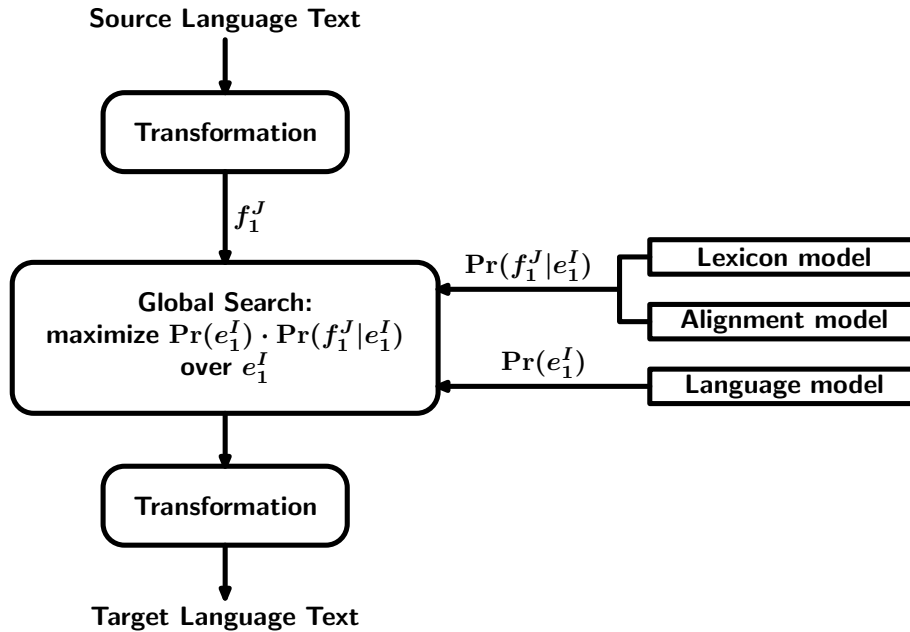 Source Language Text
Transformation
$f_1^J$
Global Search:
maximize $\Pr(e_1^I) \cdot \Pr(f_1^J|e_1^I)$
over $e_1^I$
$\Pr(f_1^J|e_1^I)$
Lexicon model
Alignment model
$\Pr(e_1^I)$
Language model
Transformation
Target Language Text